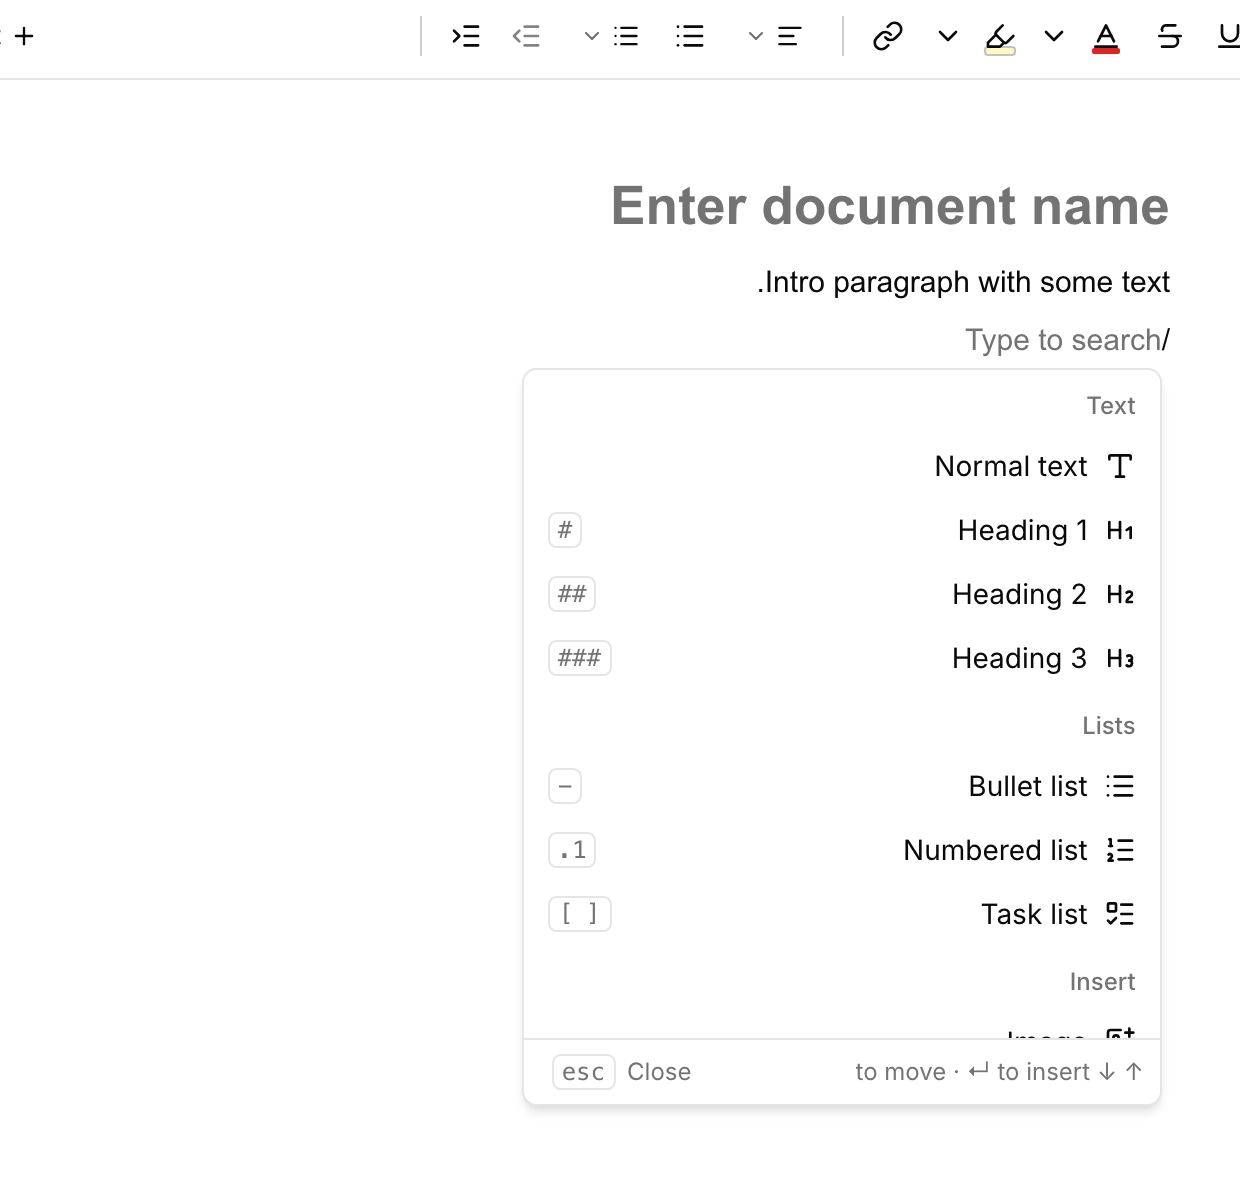 Enter document name
.Intro paragraph with some text
Type to search/
Text
Normal text
Heading 1 #
Heading 2 ##
Heading 3 ###
Lists
Bullet list -
Numbered list .1
Task list [ ]
Insert
Image
to move · ↵ to insert ↓ ↑
esc Close